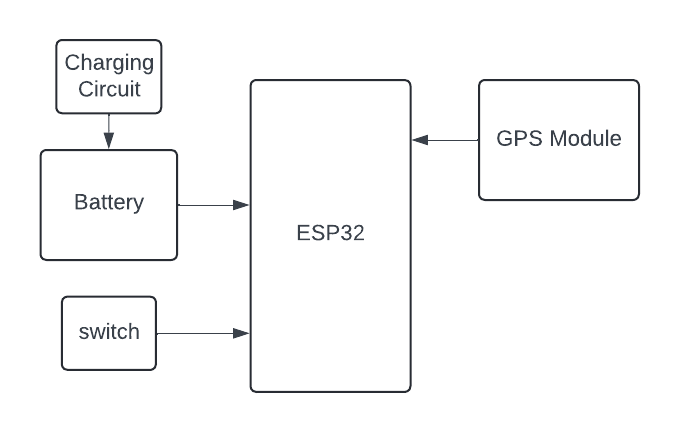 Charging
Circuit
Battery
switch
ESP32
GPS Module